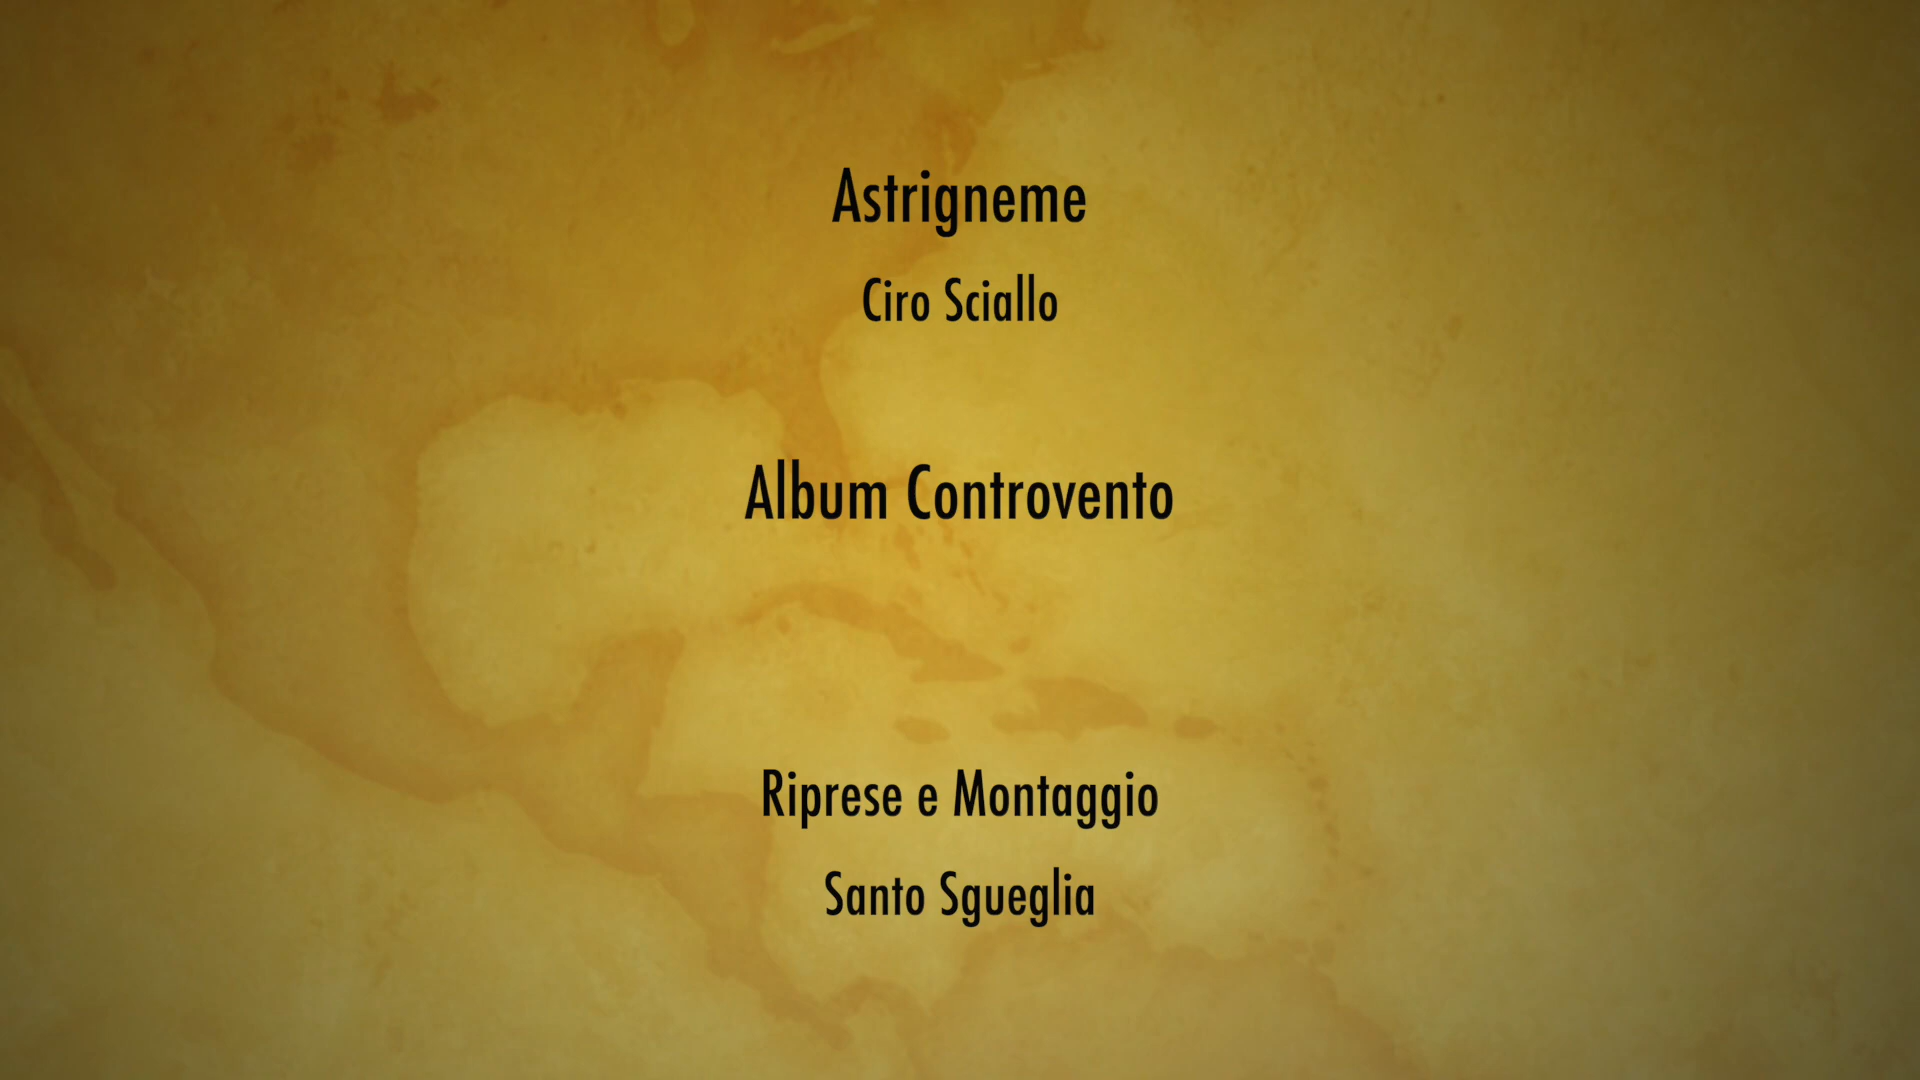 Astrigneme
Ciro Sciallo
Album Controvento
Riprese e Montaggio
Santo Sgueglia